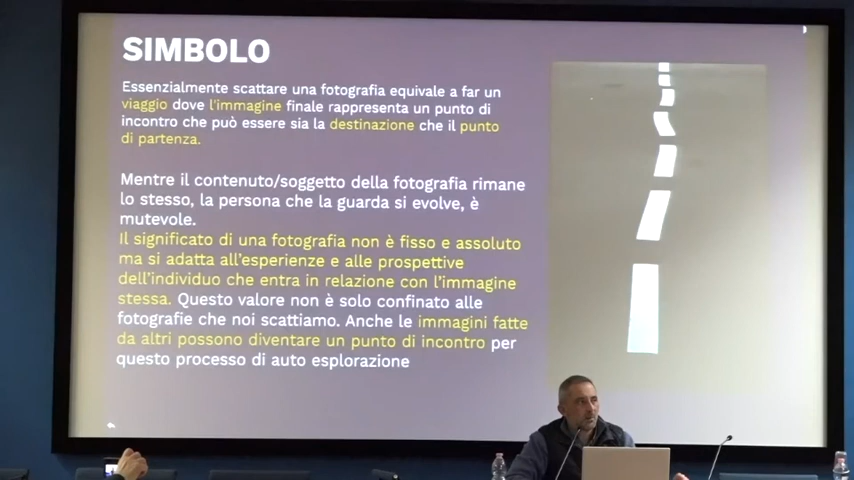 SIMBOLO
Essenzialmente scattare una fotografia equivale a far un
viaggio dove l'immagine finale rappresenta un punto di
incontro che può essere sia la destinazione che il punto
di partenza.
Mentre il contenuto/soggetto della fotografia rimane
lo stesso, la persona che la guarda si evolve, è
mutevole.
Il significato di una fotografia non è fisso e assoluto
ma si adatta all'esperienze e alle prospettive
dell'individuo che entra in relazione con l'immagine
stessa. Questo valore non è solo confinato alle
fotografie che noi scattiamo. Anche le immagini fatte
da altri possono diventare un punto di incontro per
questo processo di auto esplorazione